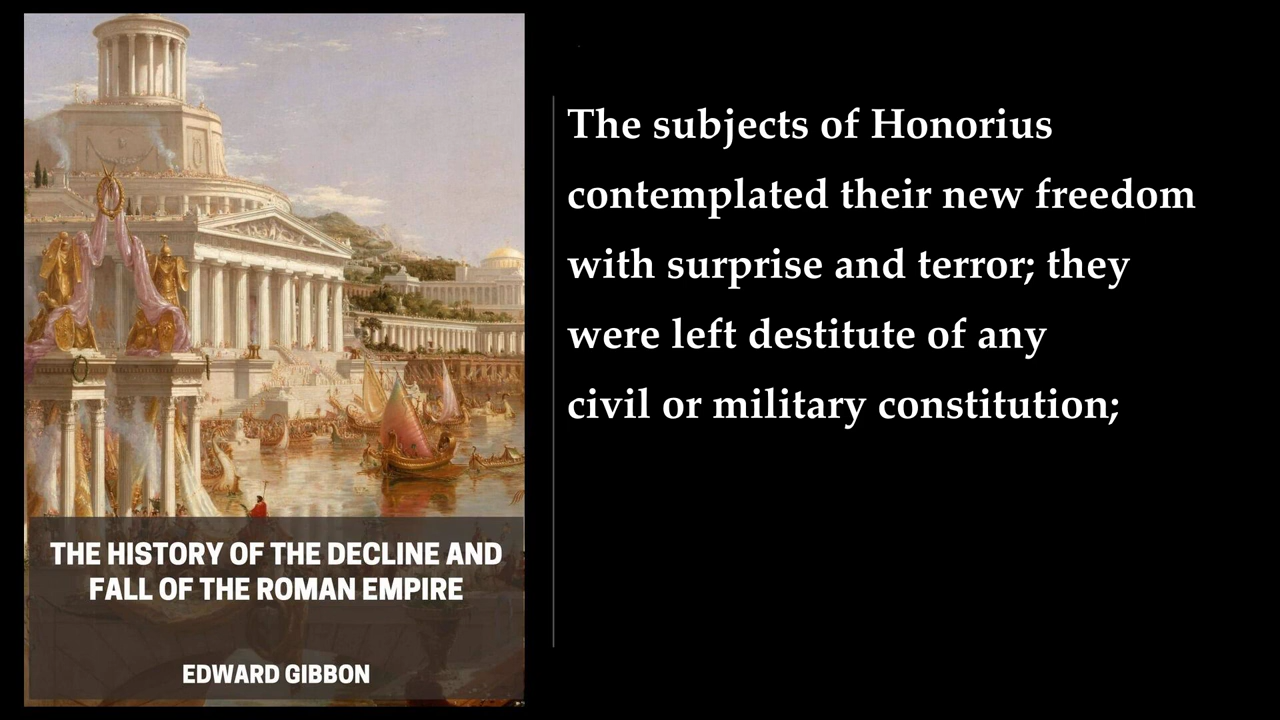 The subjects of Honorius
contemplated their new freedom
with surprise and terror; they
were left destitute of any
civil or military constitution;
THE HISTORY OF THE DECLINE AND
FALL OF THE ROMAN EMPIRE
EDWARD GIBBON